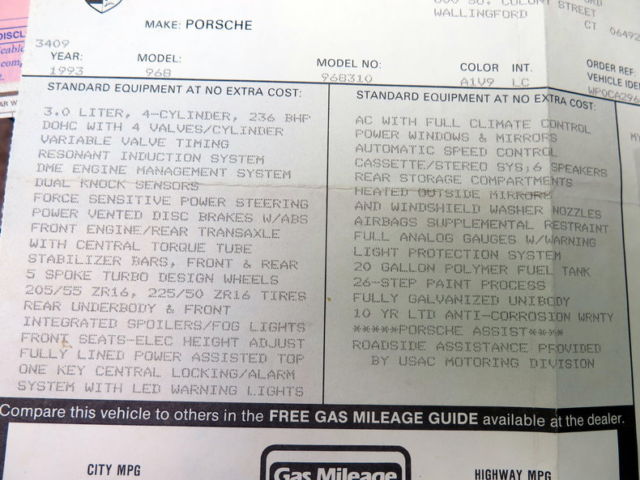 WALLINGFORD
STREET
CT 06492
MAKE: PORSCHE
3409
YEAR: MODEL: MODEL NO: COLOR INT.
1993 968 968310 A1V9 LC
ORDER REF.
VEHICLE IDE
WPOCA296
STANDARD EQUIPMENT AT NO EXTRA COST:
3.0 LITER, 4-CYLINDER, 236 BHP
DOHC WITH 4 VALVES/CYLINDER
VARIABLE VALVE TIMING
RESONANT INDUCTION SYSTEM
DME ENGINE MANAGEMENT SYSTEM
DUAL KNOCK SENSORS
FORCE SENSITIVE POWER STEERING
POWER VENTED DISC BRAKES W/ABS
FRONT ENGINE/REAR TRANSAXLE
WITH CENTRAL TORQUE TUBE
STABILIZER BARS, FRONT & REAR
5 SPOKE TURBO DESIGN WHEELS
205/55 ZR16, 225/50 ZR16 TIRES
REAR UNDERBODY & FRONT
INTEGRATED SPOILERS/FOG LIGHTS
FRONT SEATS-ELEC HEIGHT ADJUST
FULLY LINED POWER ASSISTED TOP
ONE KEY CENTRAL LOCKING/ALARM
SYSTEM WITH LED WARNING LIGHTS
STANDARD EQUIPMENT AT NO EXTRA COST:
AC WITH FULL CLIMATE CONTROL
POWER WINDOWS & MIRRORS
AUTOMATIC SPEED CONTROL
CASSETTE/STEREO SYS;6 SPEAKERS
REAR STORAGE COMPARTMENTS
HEATED OUTSIDE MIRRORS
AND WINDSHIELD WASHER NOZZLES
AIRBAGS SUPPLEMENTAL RESTRAINT
FULL ANALOG GAUGES W/WARNING
LIGHT PROTECTION SYSTEM
20 GALLON POLYMER FUEL TANK
26-STEP PAINT PROCESS
FULLY GALVANIZED UNIBODY
10 YR LTD ANTI-CORROSION WRNTY
*****PORSCHE ASSIST*****
ROADSIDE ASSISTANCE PROVIDED
BY USAC MOTORING DIVISION
Compare this vehicle to others in the FREE GAS MILEAGE GUIDE available at the dealer.
CITY MPG Gas Mileage HIGHWAY MPG